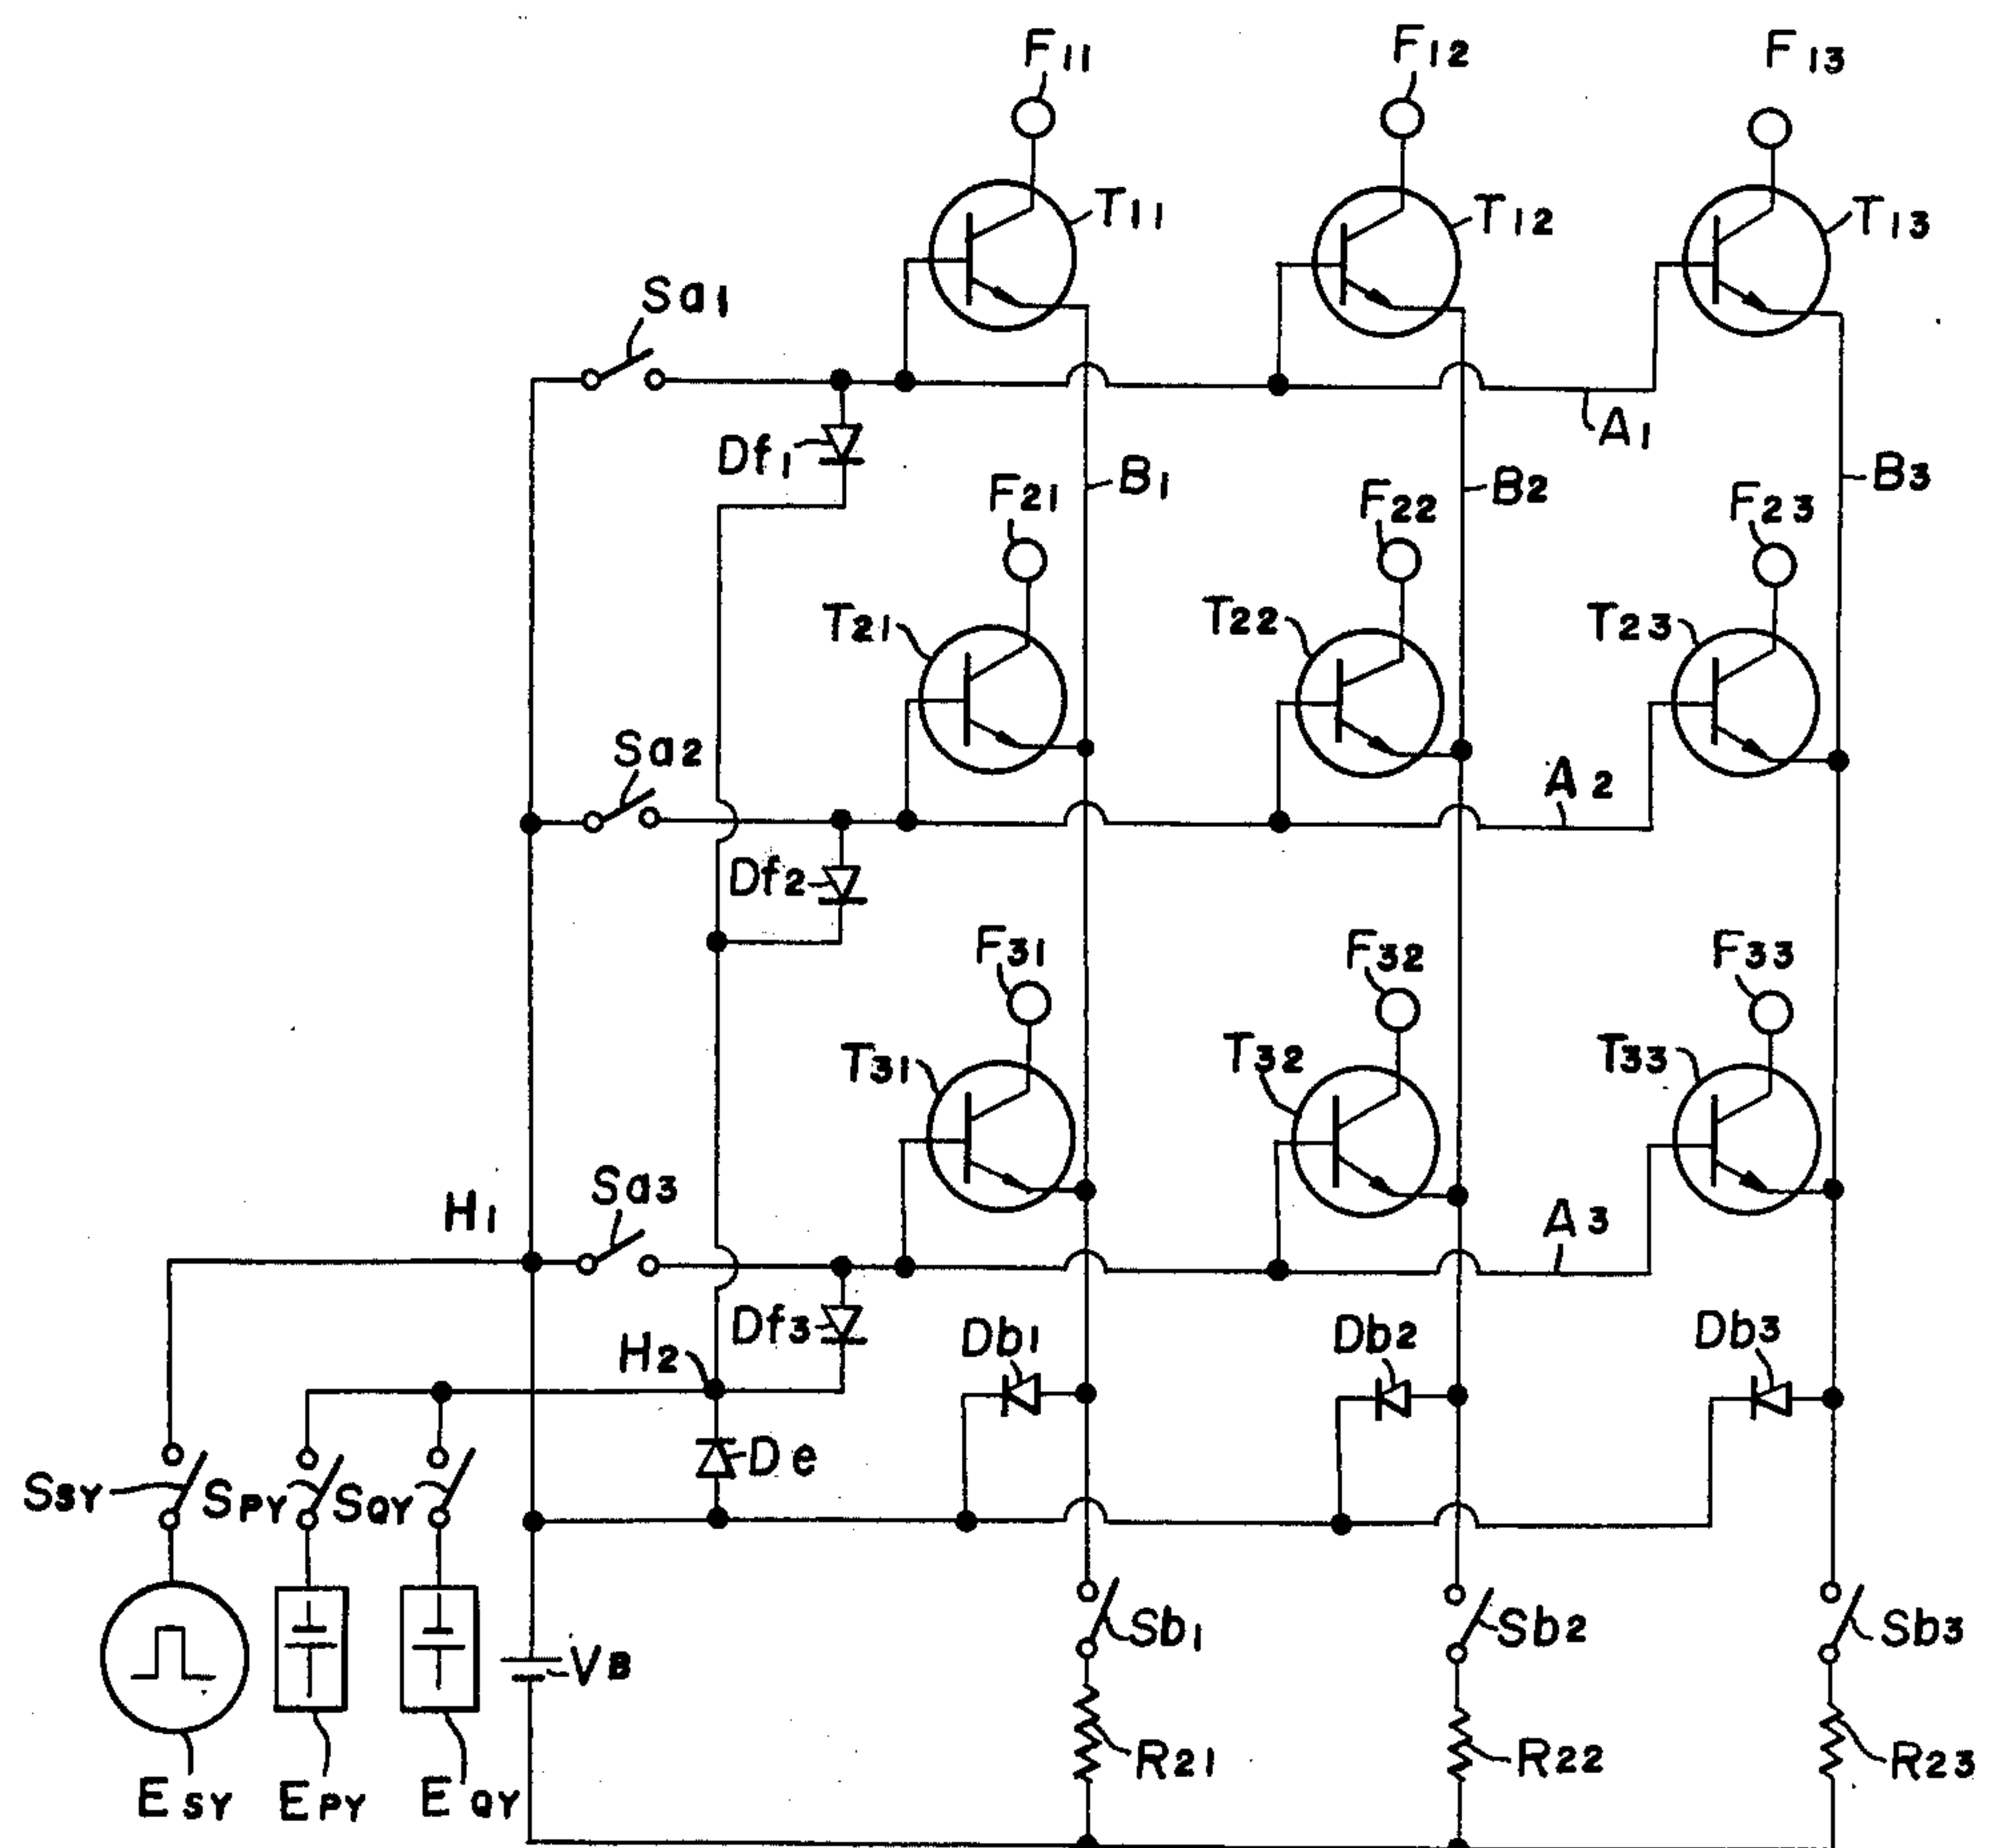 F11 F12 F13
T11 T12 T13
Sa1
A1
Df1 B1 B2 B3
F21 F22 F23
T21 T22 T23
Sa2 A2
Df2
F31 F32 F33
T31 T32 T33
Sa3 A3
H1
Df3 Db1 Db2 Db3
H2
De
SSY SPY SQY
Sb1 Sb2 Sb3
VB
R21 R22 R23
ESY EPY EQY